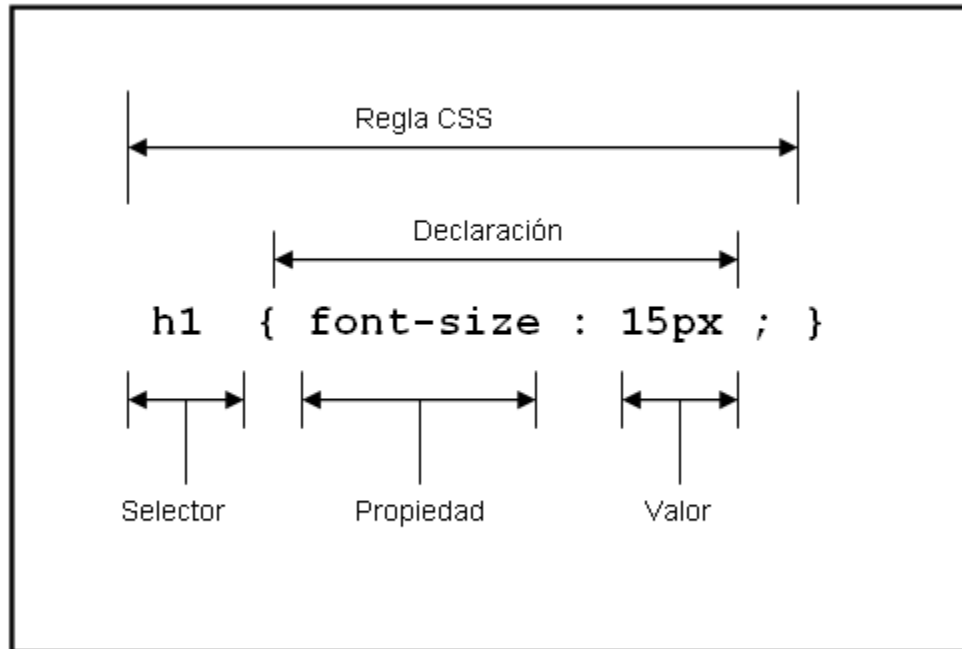 Regla CSS
Declaración
h1 { font-size : 15px ; }
Selector Propiedad Valor